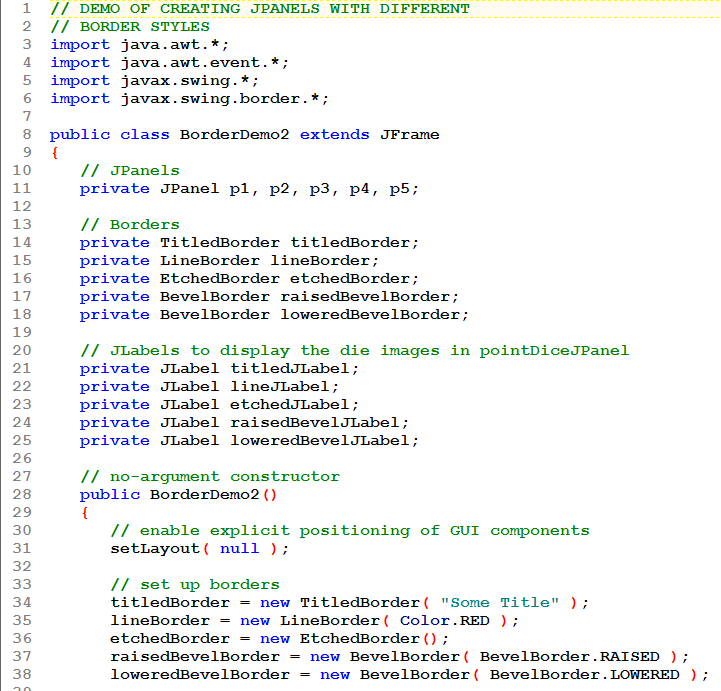 1 // DEMO OF CREATING JPANELS WITH DIFFERENT
2 // BORDER STYLES
3 import java.awt.*;
4 import java.awt.event.*;
5 import javax.swing.*;
6 import javax.swing.border.*;
7
8 public class BorderDemo2 extends JFrame
9 {
10 // JPanels
11 private JPanel p1, p2, p3, p4, p5;
12
13 // Borders
14 private TitledBorder titledBorder;
15 private LineBorder lineBorder;
16 private EtchedBorder etchedBorder;
17 private BevelBorder raisedBevelBorder;
18 private BevelBorder loweredBevelBorder;
19
20 // JLabels to display the die images in pointDiceJPanel
21 private JLabel titledJLabel;
22 private JLabel lineJLabel;
23 private JLabel etchedJLabel;
24 private JLabel raisedBevelJLabel;
25 private JLabel loweredBevelJLabel;
26
27 // no-argument constructor
28 public BorderDemo2()
29 {
30 // enable explicit positioning of GUI components
31 setLayout( null );
32
33 // set up borders
34 titledBorder = new TitledBorder( "Some Title" );
35 lineBorder = new LineBorder( Color.RED );
36 etchedBorder = new EtchedBorder();
37 raisedBevelBorder = new BevelBorder( BevelBorder.RAISED );
38 loweredBevelBorder = new BevelBorder( BevelBorder.LOWERED );